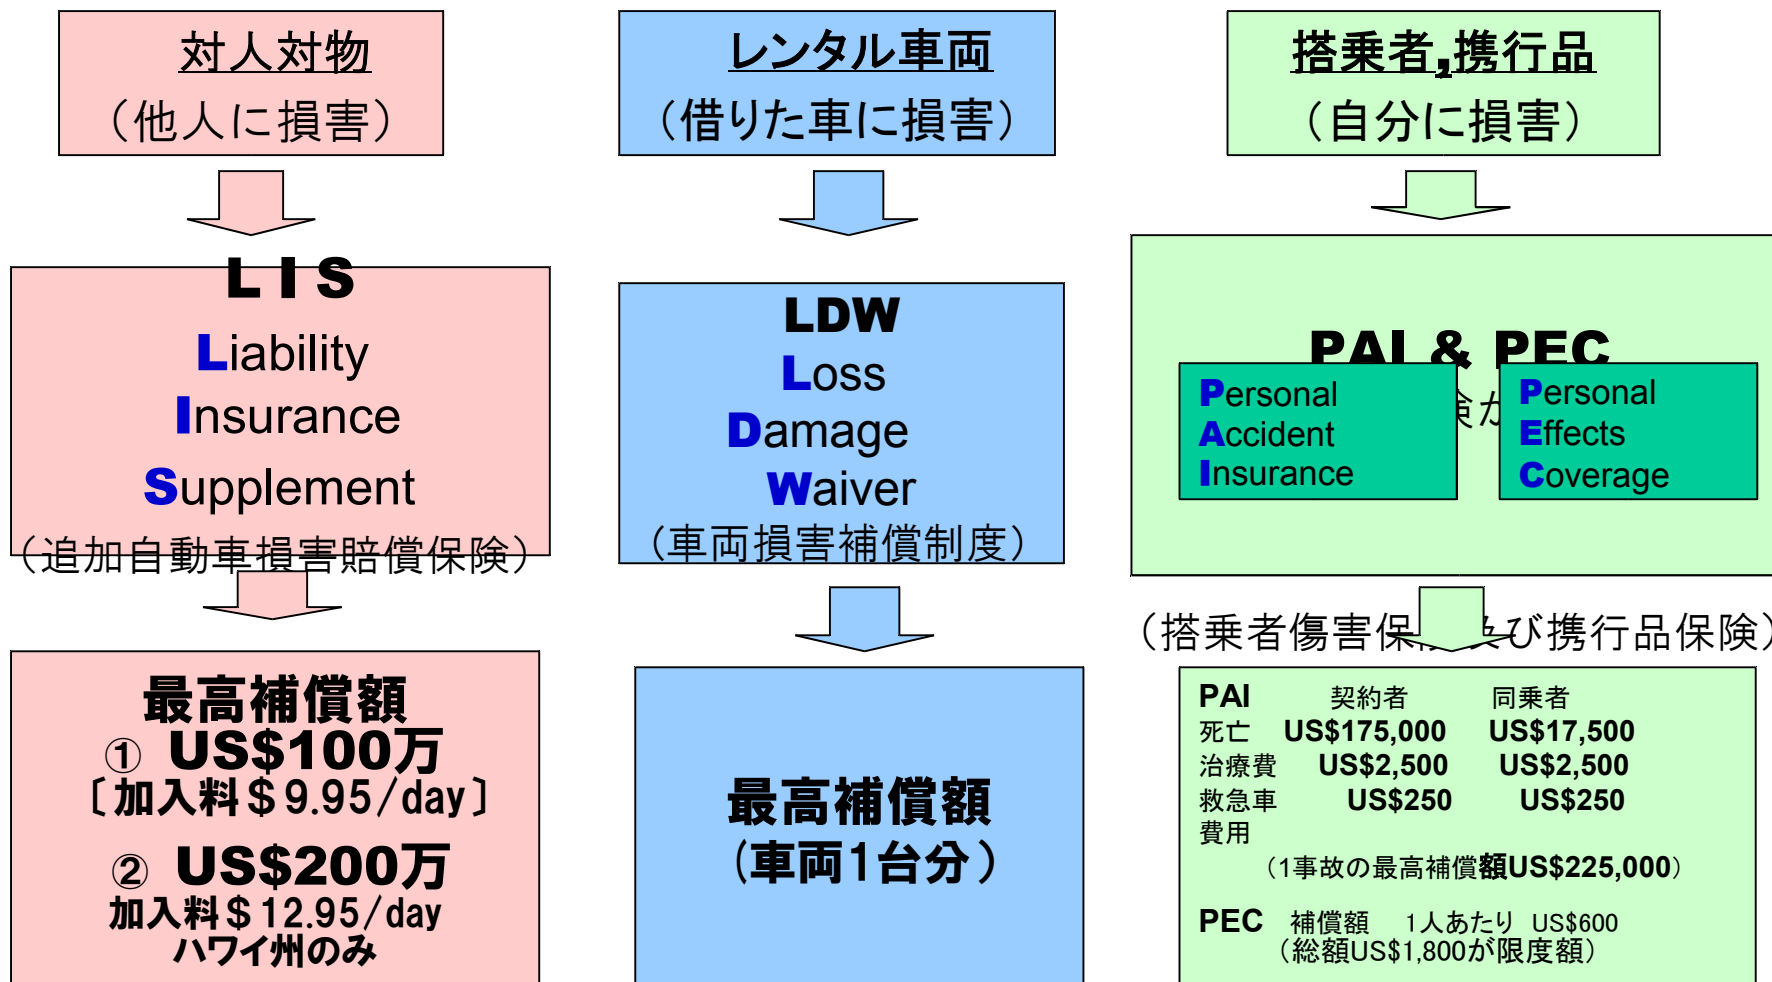 対人対物
（他人に損害）
LIS
Liability
Insurance
Supplement
（追加自動車損害賠償保険）
最高補償額
① US$100万
〔加入料＄9.95/day〕
② US$200万
加入料＄12.95/day
ハワイ州のみ
レンタル車両
（借りた車に損害）
LDW
Loss
Damage
Waiver
（車両損害補償制度）
最高補償額
（車両1台分）
搭乗者,携行品
（自分に損害）
PAI & PEC
Personal
Accident
Insurance
Personal
Effects
Coverage
（搭乗者傷害保 及び携行品保険）
PAI 契約者 同乗者
死亡 US$175,000 US$17,500
治療費 US$2,500 US$2,500
救急車 US$250 US$250
費用
（1事故の最高補償額US$225,000）
PEC 補償額 1人あたり US$600
（総額US$1,800が限度額）